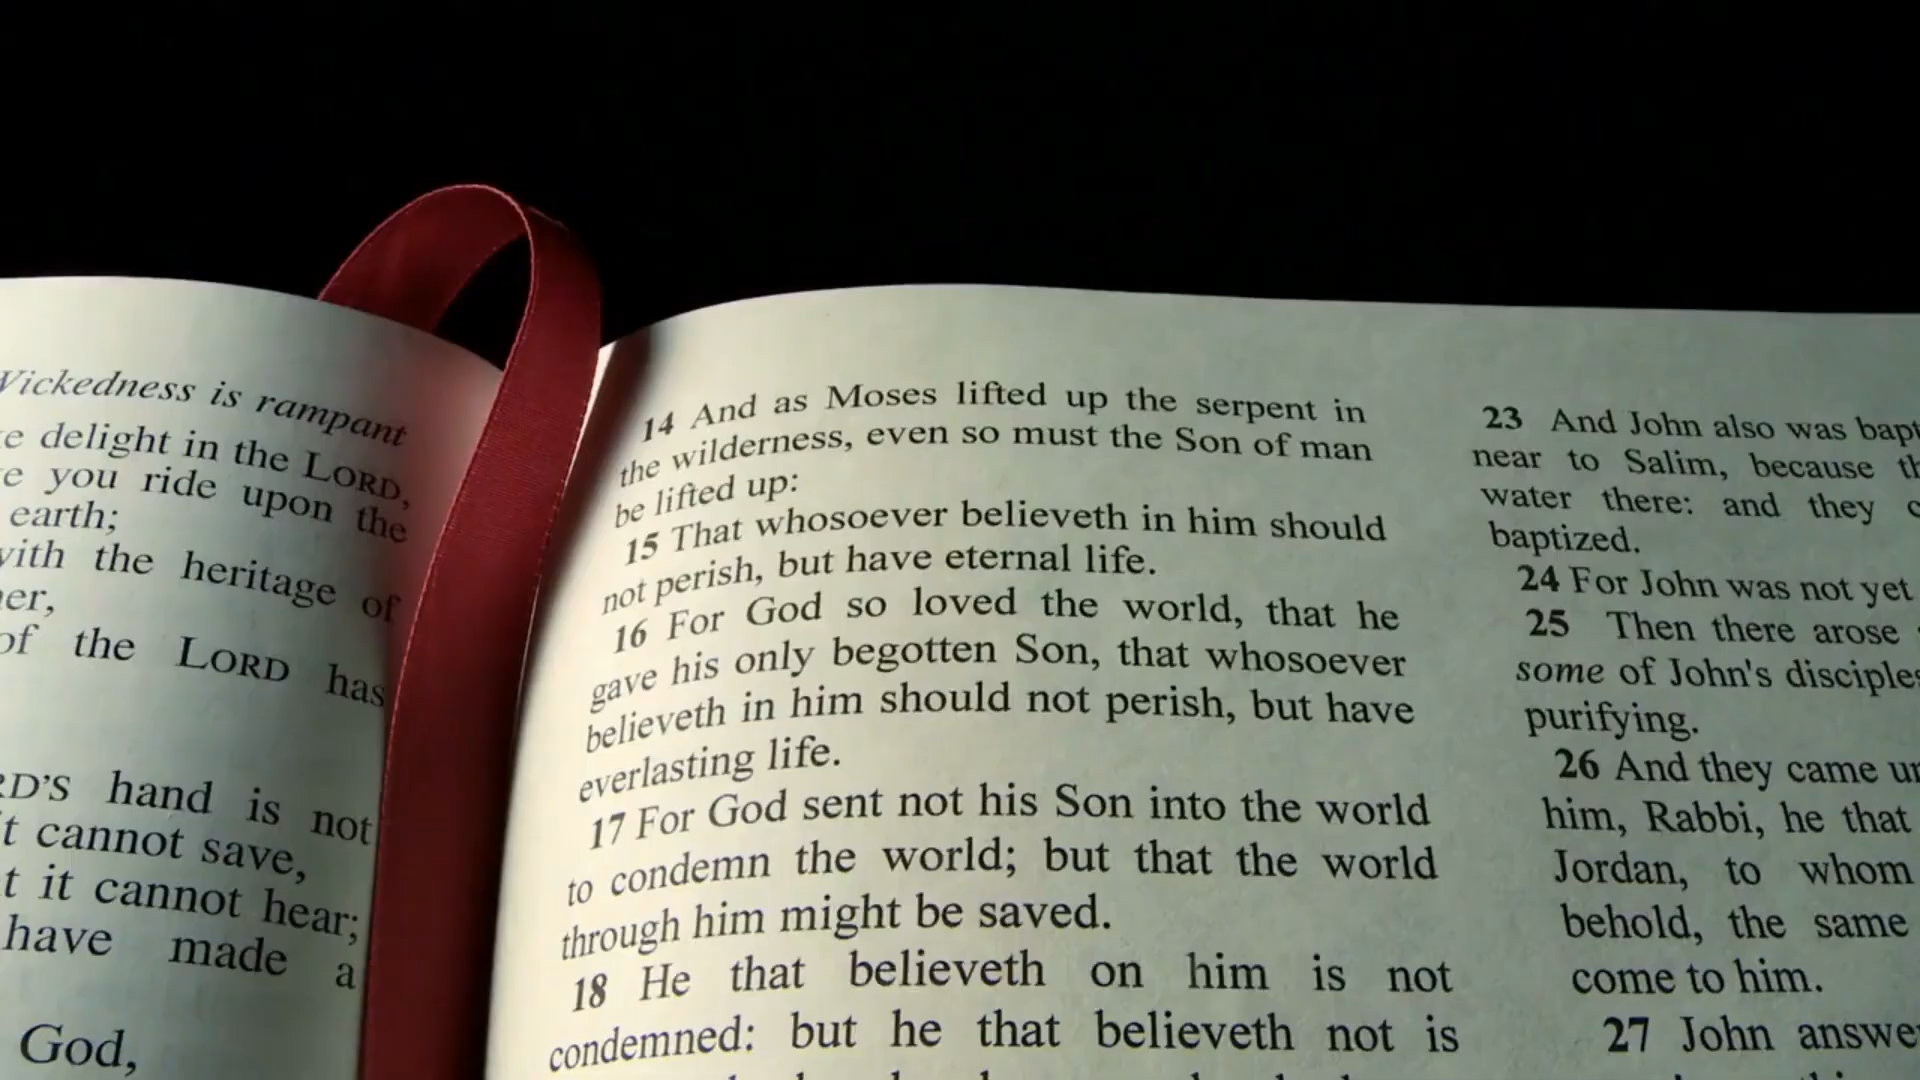 Wickedness is rampant
delight in the LORD,
you ride upon the
earth;
with the heritage of
of the LORD has
hand is not
cannot save,
it cannot hear;
have made a
God,
14 And as Moses lifted up the serpent in
the wilderness, even so must the Son of man
be lifted up:
15 That whosoever believeth in him should
not perish, but have eternal life.
16 For God so loved the world, that he
gave his only begotten Son, that whosoever
believeth in him should not perish, but have
everlasting life.
17 For God sent not his Son into the world
to condemn the world; but that the world
through him might be saved.
18 He that believeth on him is not
condemned: but he that believeth not is
23 And John also was
near to Salim, because
water there: and they
baptized.
24 For John was not yet
25 Then there arose
some of John's
purifying.
26 And they came
him, Rabbi, he that
Jordan, to whom
behold, the same
come to him.
27 John